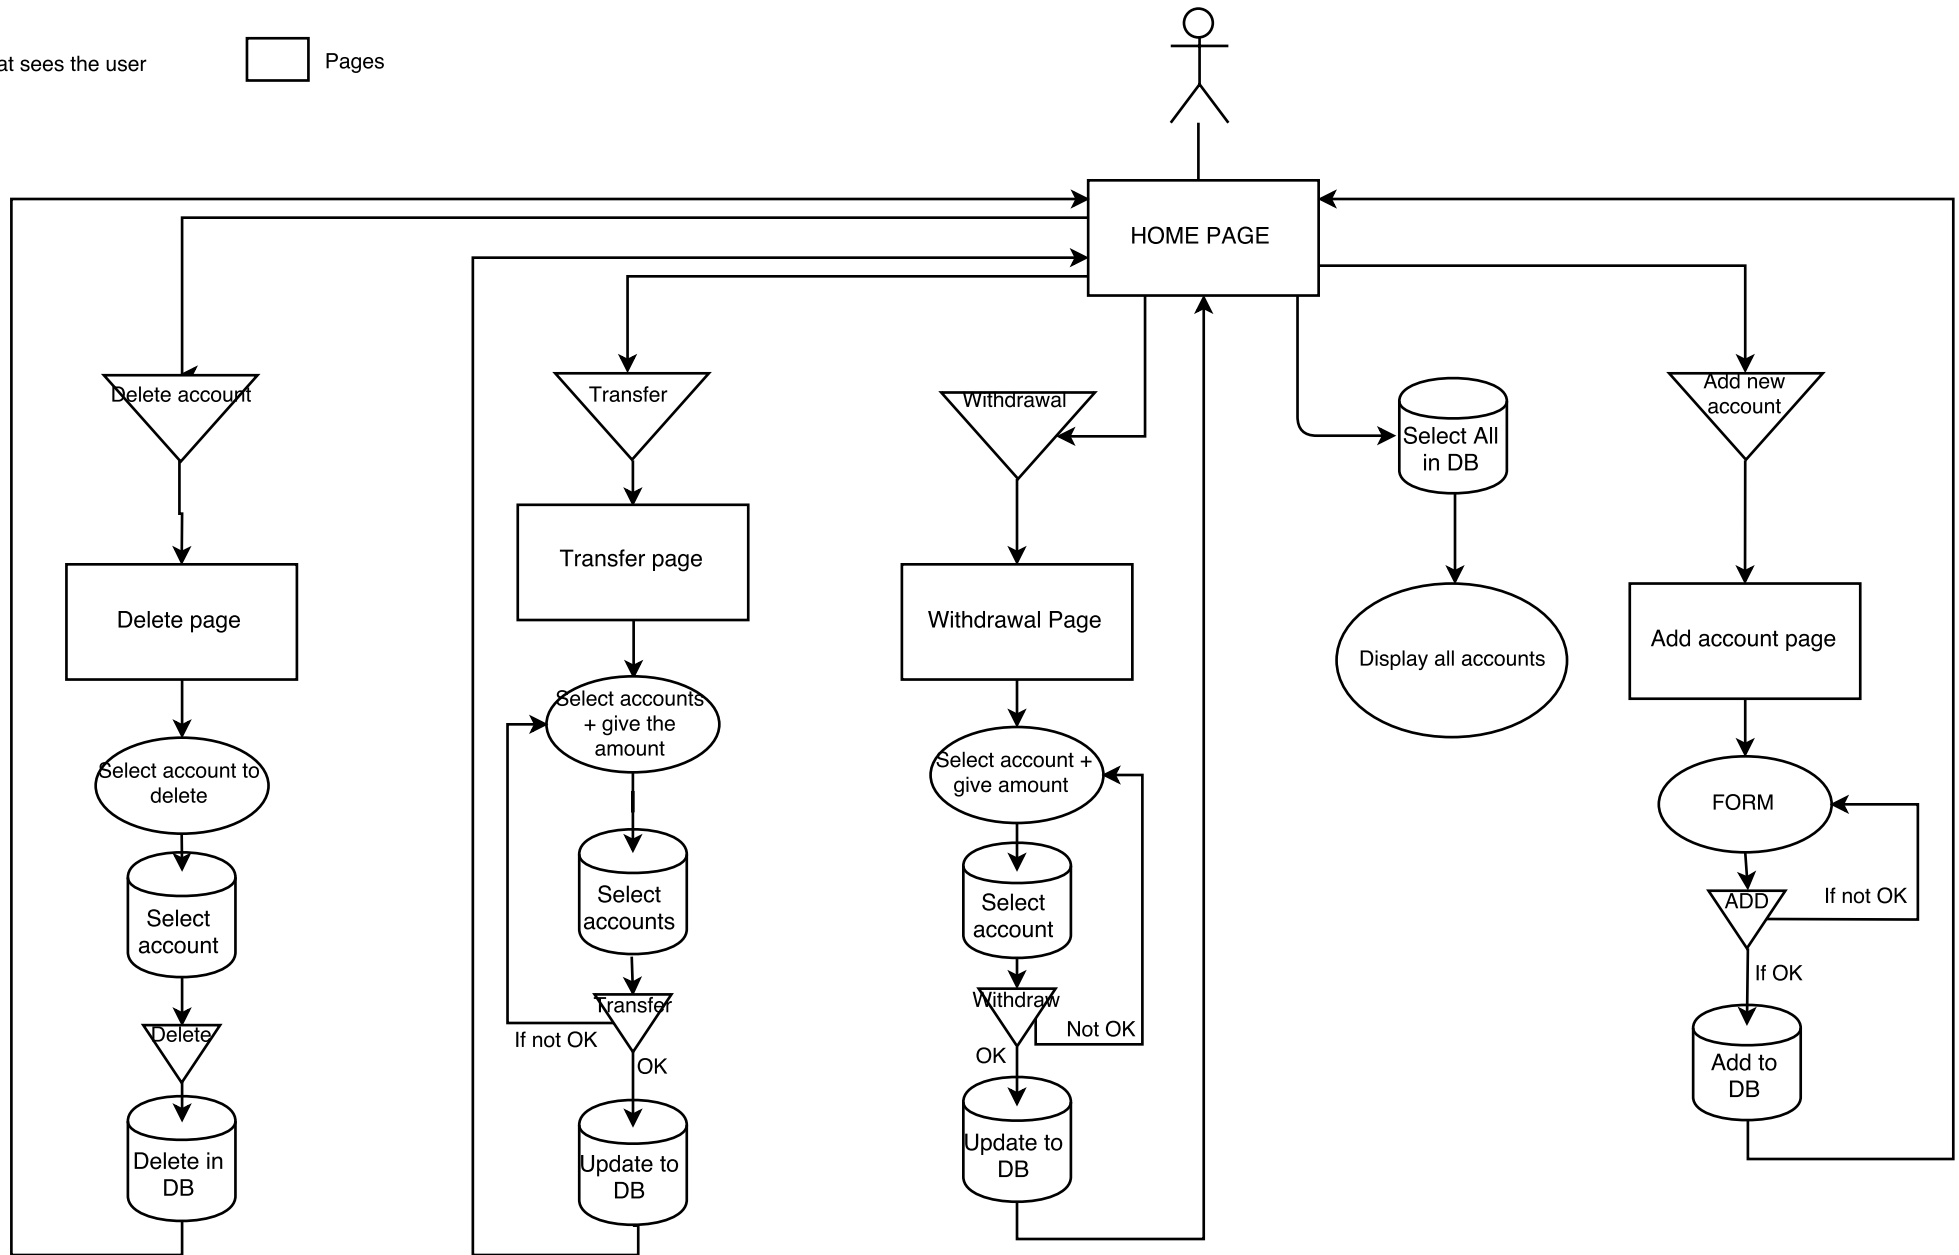 at sees the user
Pages
HOME PAGE
Delete account
Delete page
Select account to
delete
Select
account
Delete
Delete in
DB
Transfer
Transfer page
Select accounts
+ give the
amount
Select
accounts
Transfer
If not OK
OK
Update to
DB
Withdrawal
Withdrawal Page
Select account +
give amount
Select
account
Withdraw
Not OK
OK
Update to
DB
Select All
in DB
Display all accounts
Add new
account
Add account page
FORM
ADD
If not OK
If OK
Add to
DB